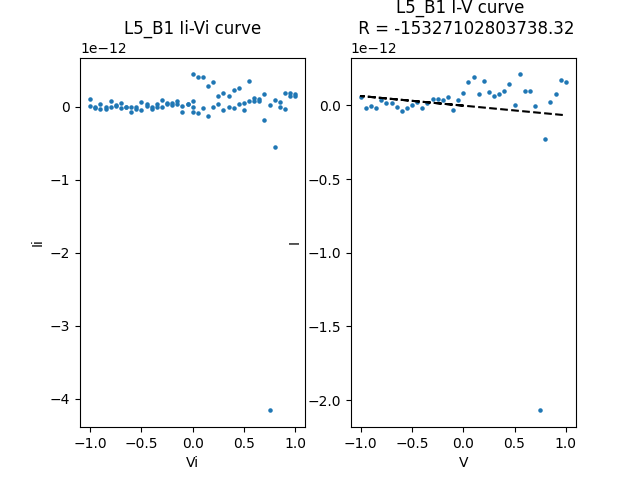 L5_B1 Ii-Vi curve
1e−12
0
−1
−2
−3
−4
−1.0 −0.5 0.0 0.5 1.0
Vi
Ii
L5_B1 I-V curve
R = -15327102803738.32
1e−12
0.0
−0.5
−1.0
−1.5
−2.0
−1.0 −0.5 0.0 0.5 1.0
V
I